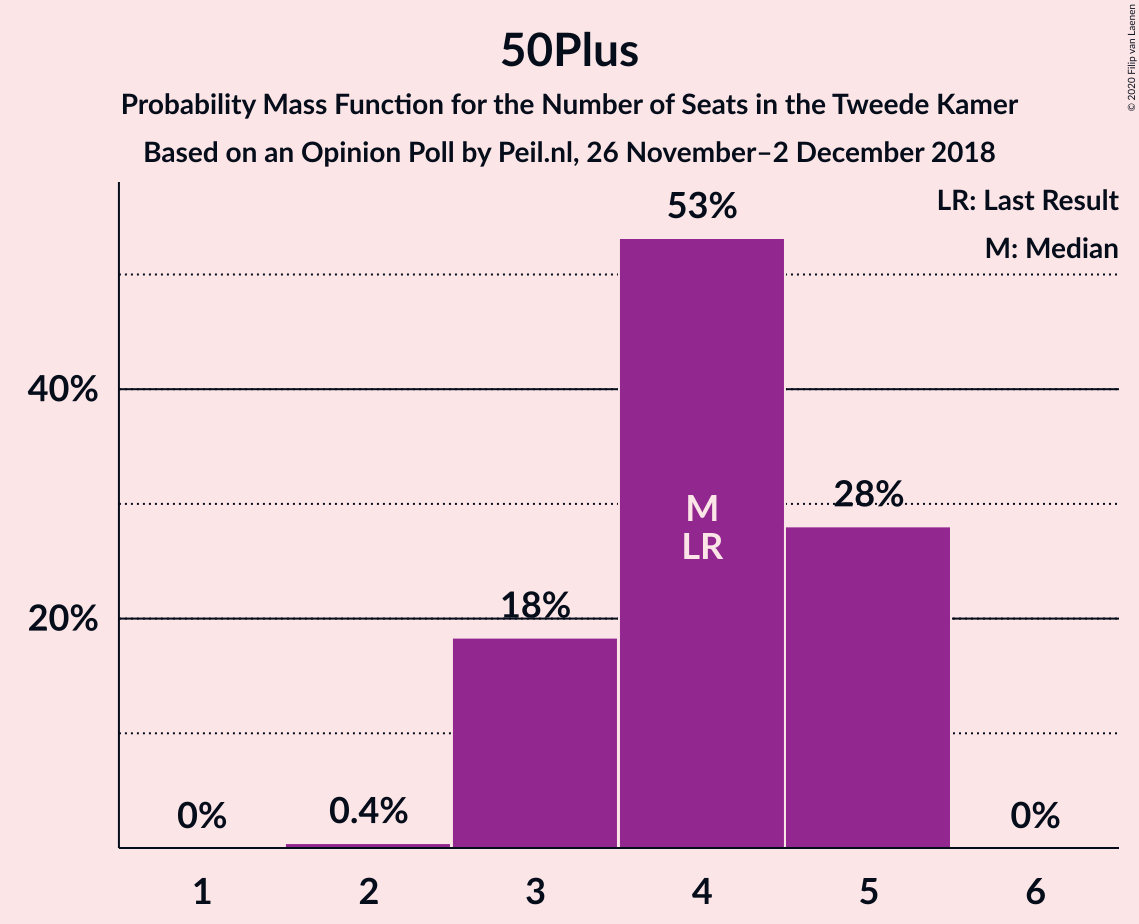 50Plus
Probability Mass Function for the Number of Seats in the Tweede Kamer
Based on an Opinion Poll by Peil.nl, 26 November–2 December 2018
© 2020 Filip van Laenen
LR: Last Result
M: Median
53%
40%
28%
M
LR
18%
20%
0%
0.4%
0%
1
2
3
4
5
6